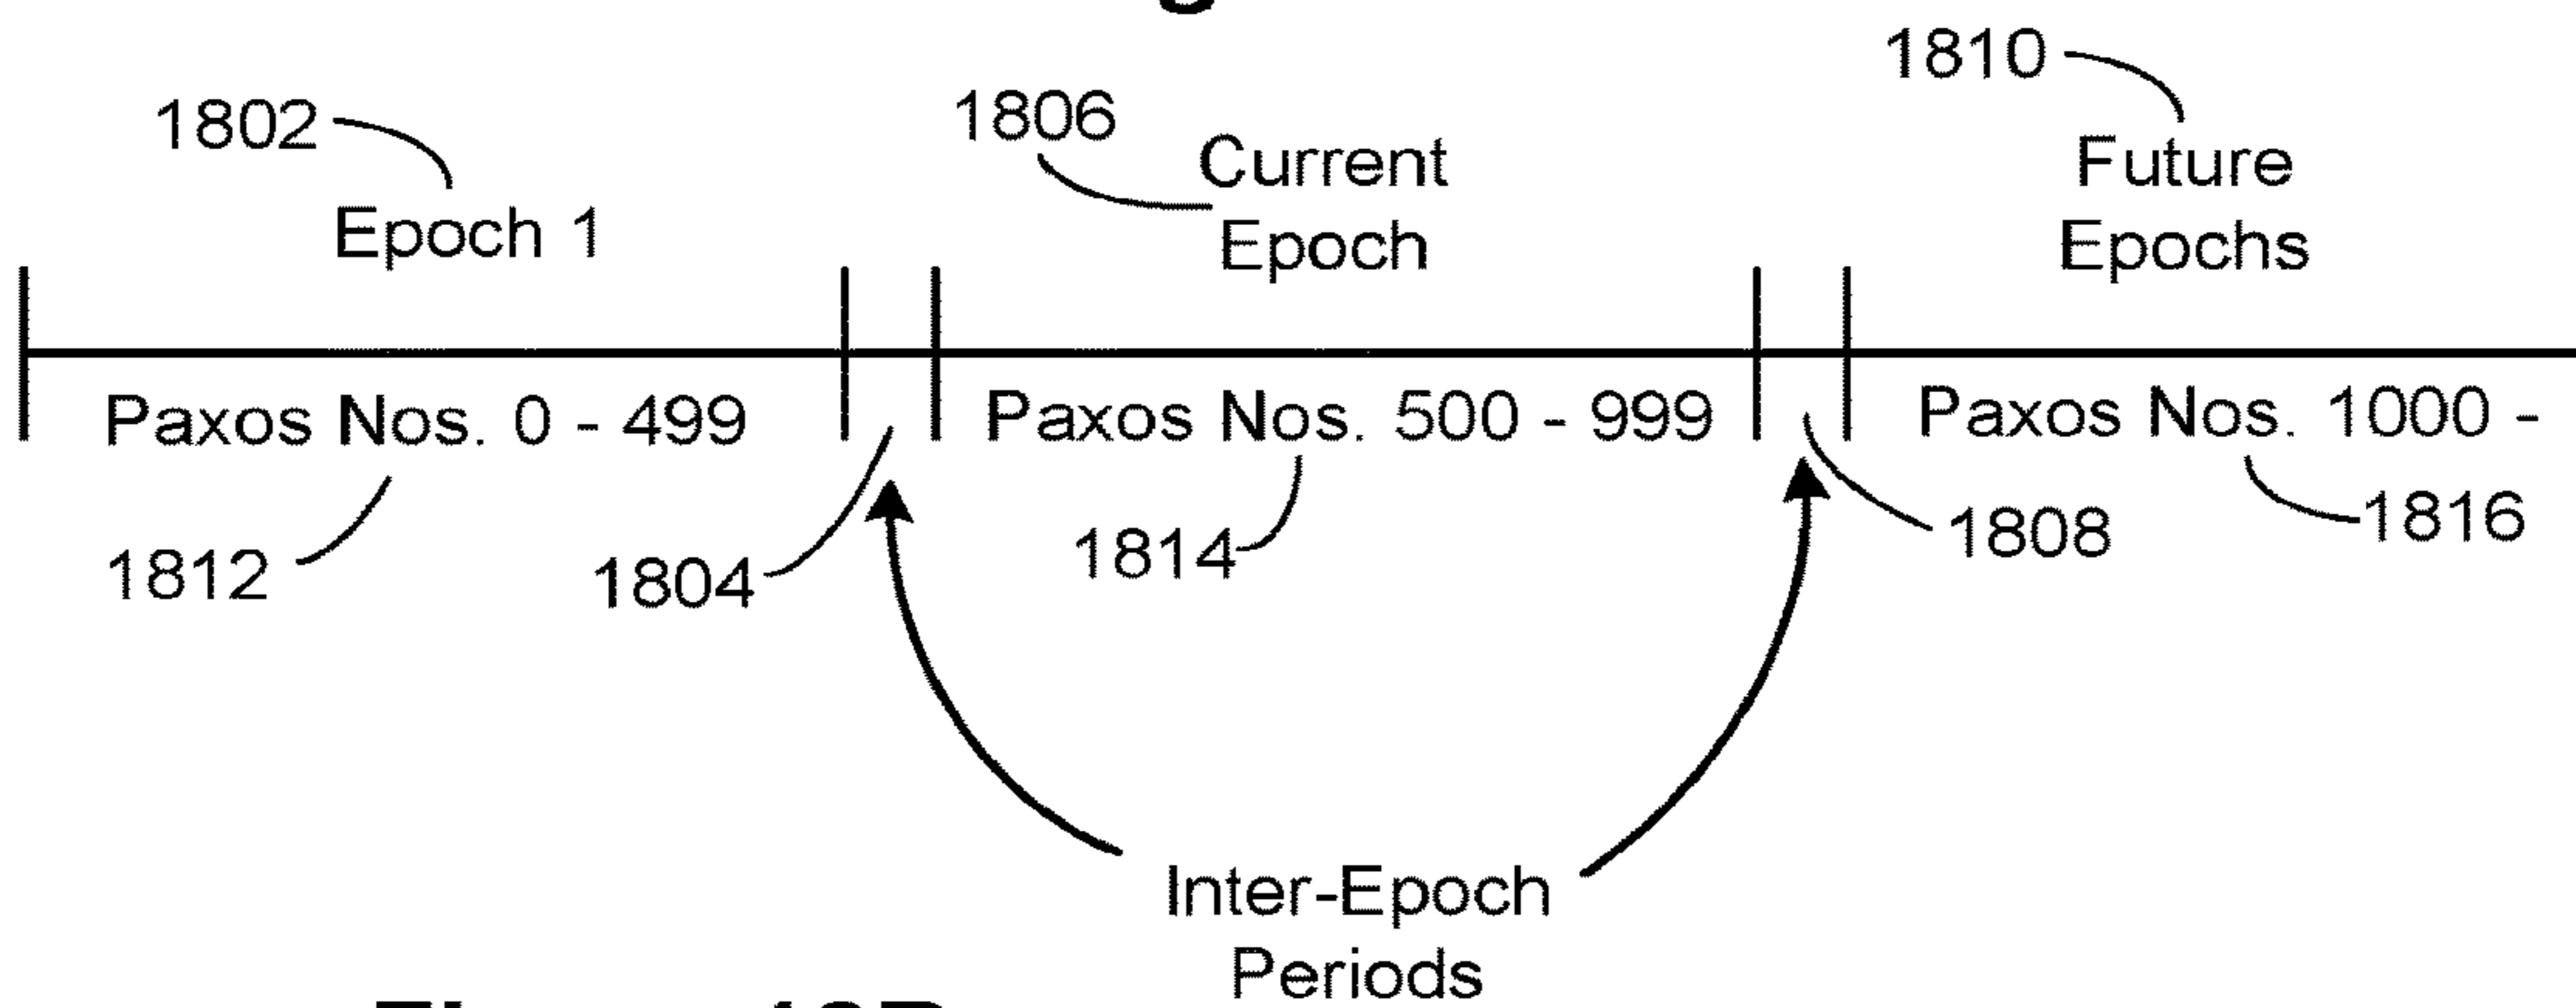 1810
1802
1806
Current
Epoch
Future
Epochs
Epoch 1
Paxos Nos. 0 - 499
Paxos Nos. 500 - 999
Paxos Nos. 1000 -
1812
1804
1814
1808
1816
Inter-Epoch
Periods